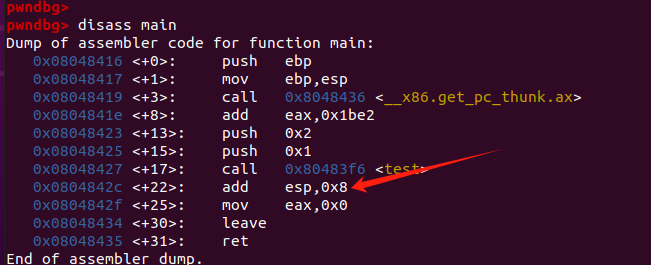 pwndbg>
pwndbg> disass main
Dump of assembler code for function main:
0x08048416 <+0>: push ebp
0x08048417 <+1>: mov ebp,esp
0x08048419 <+3>: call 0x8048436 <__x86.get_pc_thunk.ax>
0x0804841e <+8>: add eax,0x1be2
0x08048423 <+13>: push 0x2
0x08048425 <+15>: push 0x1
0x08048427 <+17>: call 0x80483f6 <test>
0x0804842c <+22>: add esp,0x8
0x0804842f <+25>: mov eax,0x0
0x08048434 <+30>: leave
0x08048435 <+31>: ret
End of assembler dump.